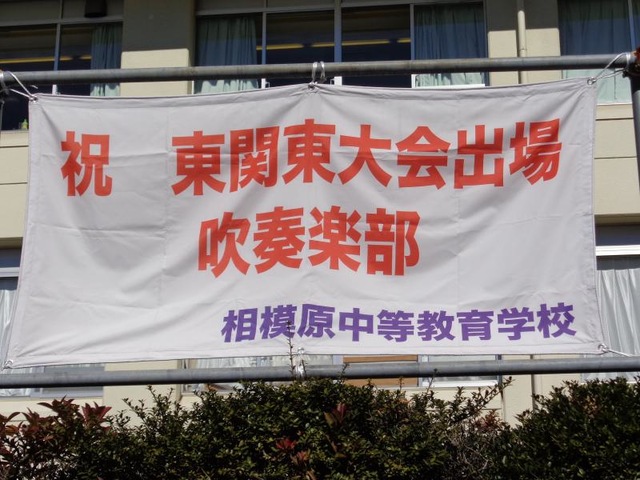 祝 東関東大会出場
吹奏楽部
相模原中等教育学校